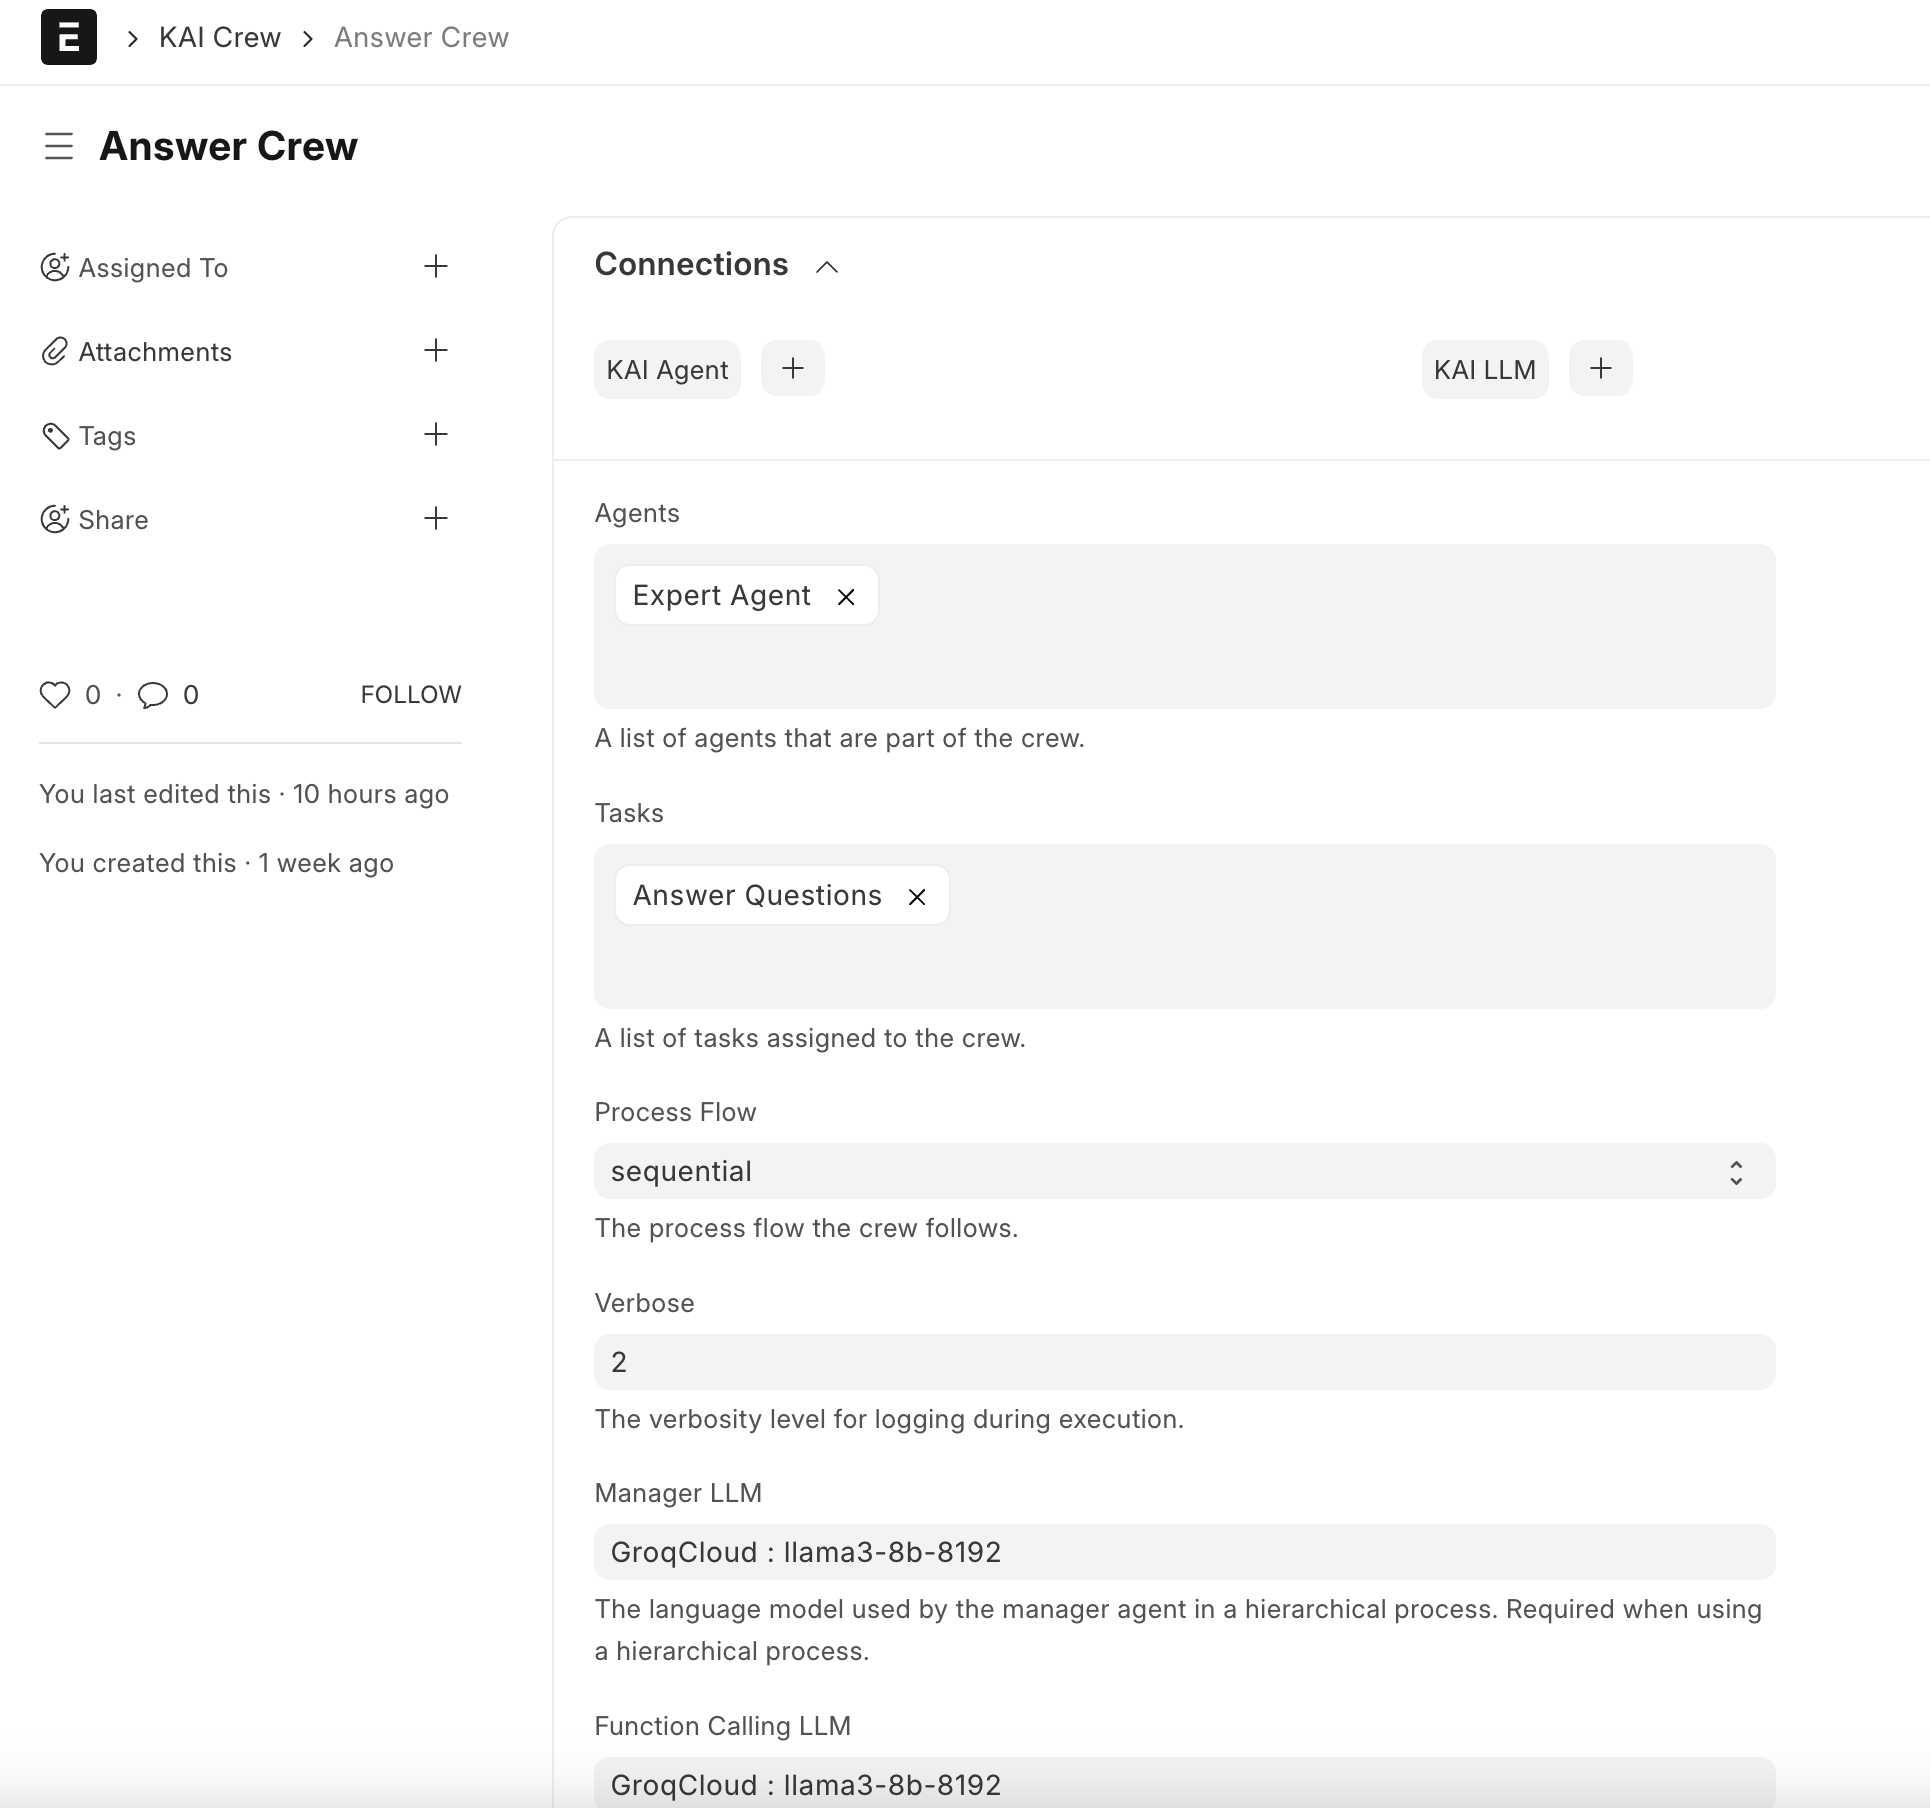 E
KAI Crew
Answer Crew
Answer Crew
Assigned To
Attachments
Tags
Share
0 · 0
FOLLOW
You last edited this · 10 hours ago
You created this · 1 week ago
Connections
KAI Agent
KAI LLM
Agents
Expert Agent
A list of agents that are part of the crew.
Tasks
Answer Questions
A list of tasks assigned to the crew.
Process Flow
sequential
The process flow the crew follows.
Verbose
2
The verbosity level for logging during execution.
Manager LLM
GroqCloud : llama3-8b-8192
The language model used by the manager agent in a hierarchical process. Required when using
a hierarchical process.
Function Calling LLM
GroqCloud : llama3-8b-8192